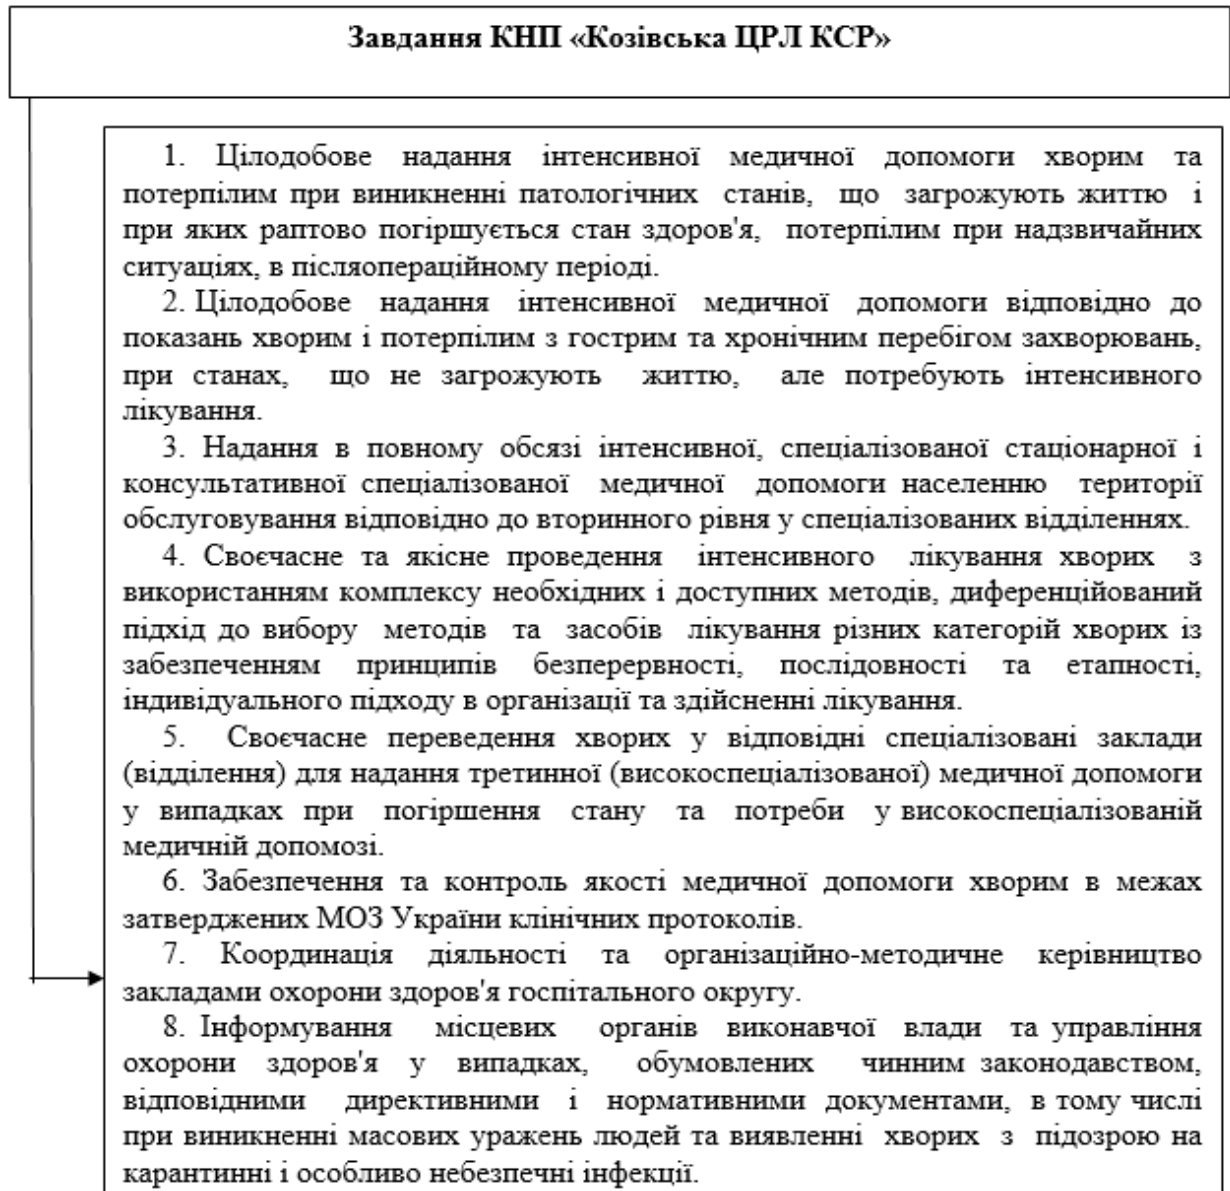 Завдання КНП «Козівська ЦРЛ КСР»
1. Цілодобове надання інтенсивної медичної допомоги хворим та
потерпілим при виникненні патологічних станів, що загрожують життю і
при яких раптово погіршується стан здоров'я, потерпілим при надзвичайних
ситуаціях, в післяопераційному періоді.
2. Цілодобове надання інтенсивної медичної допомоги відповідно до
показань хворим і потерпілим з гострим та хронічним перебігом захворювань,
при станах, що не загрожують життю, але потребують інтенсивного
лікування.
3. Надання в повному обсязі інтенсивної, спеціалізованої стаціонарної і
консультативної спеціалізованої медичної допомоги населенню території
обслуговування відповідно до вторинного рівня у спеціалізованих відділеннях.
4. Своєчасне та якісне проведення інтенсивного лікування хворих з
використанням комплексу необхідних і доступних методів, диференційований
підхід до вибору методів та засобів лікування різних категорій хворих із
забезпеченням принципів безперервності, послідовності та етапності,
індивідуального підходу в організації та здійсненні лікування.
5. Своєчасне переведення хворих у відповідні спеціалізовані заклади
(відділення) для надання третинної (високоспеціалізованої) медичної допомоги
у випадках при погіршення стану та потреби у високоспеціалізованій
медичній допомозі.
6. Забезпечення та контроль якості медичної допомоги хворим в межах
затверджених МОЗ України клінічних протоколів.
7. Координація діяльності та організаційно-методичне керівництво
закладами охорони здоров'я госпітального округу.
8. Інформування місцевих органів виконавчої влади та управління
охорони здоров'я у випадках, обумовлених чинним законодавством,
відповідними директивними і нормативними документами, в тому числі
при виникненні масових уражень людей та виявленні хворих з підозрою на
карантинні і особливо небезпечні інфекції.